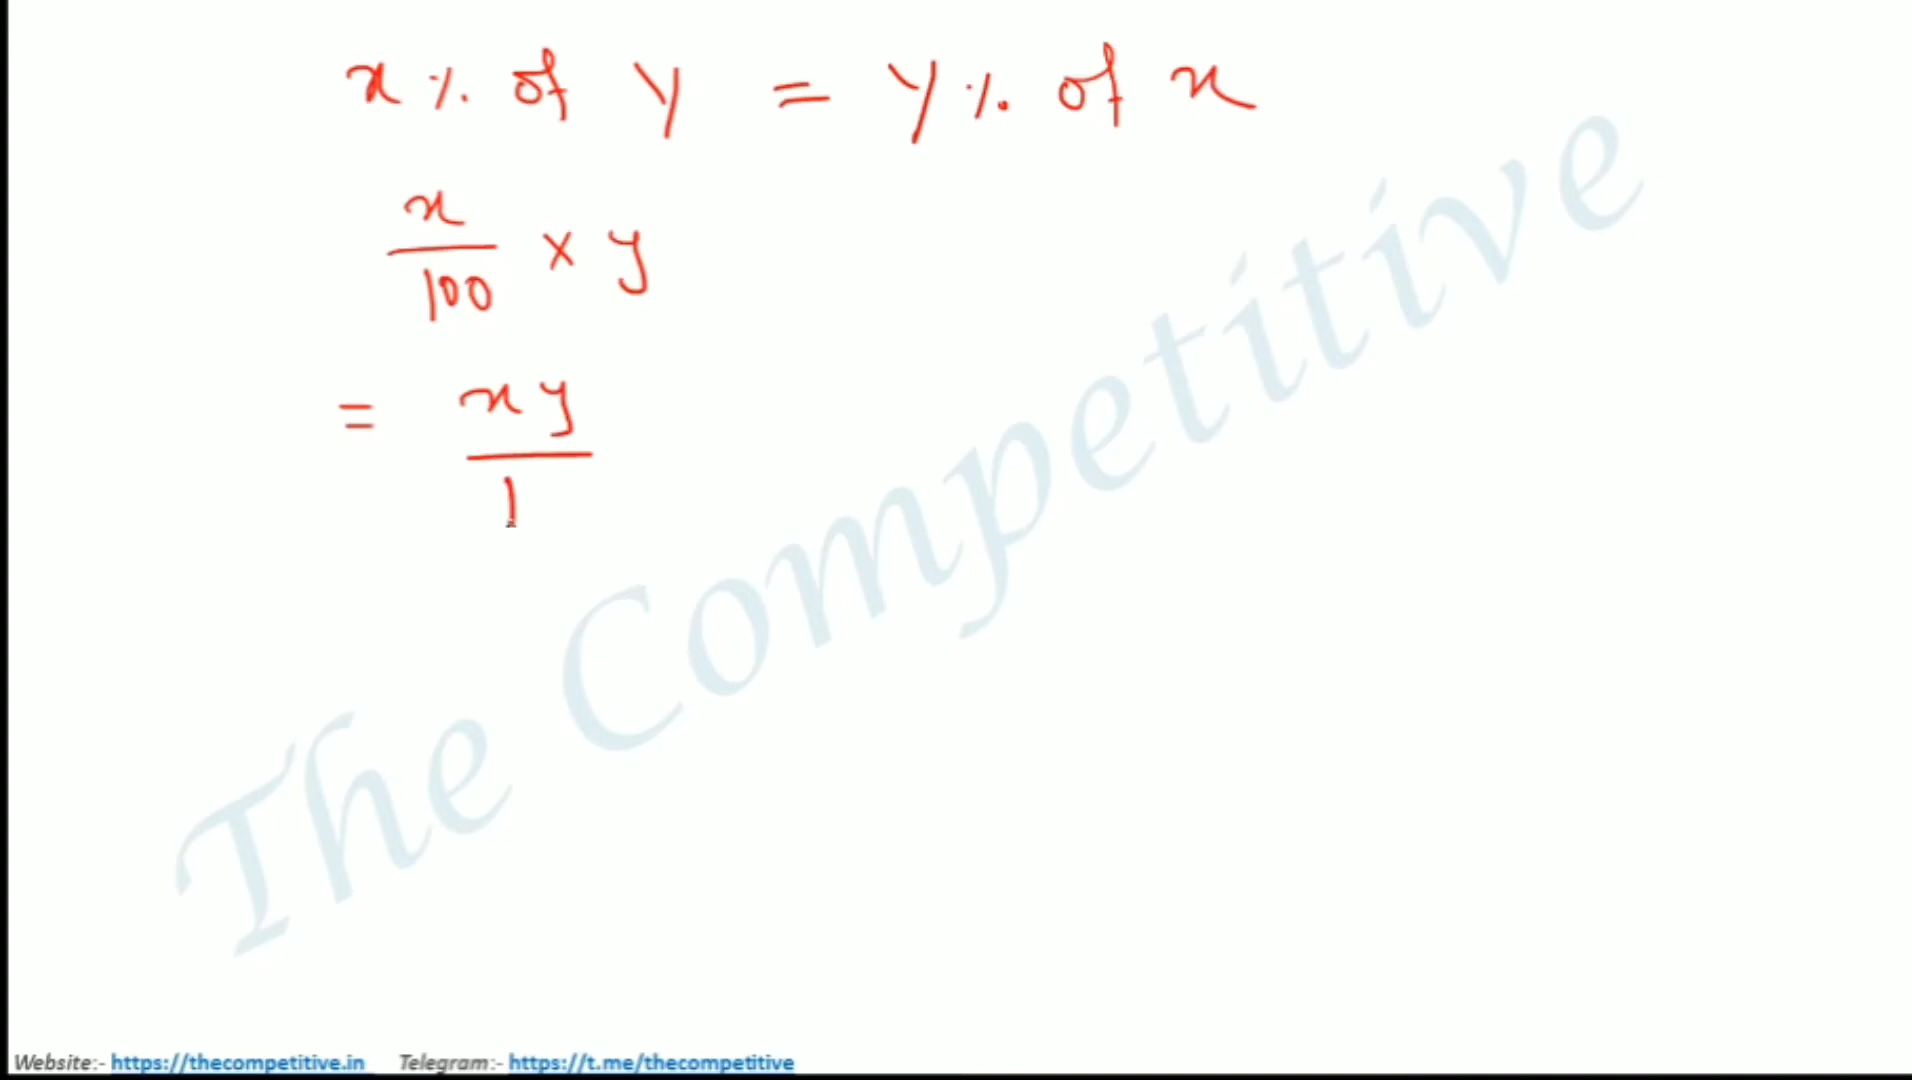 x% of y = y% of x
x
100 × y
= xy
1
The Competitive
Website:- https://thecompetitive.in Telegram:- https://t.me/thecompetitive